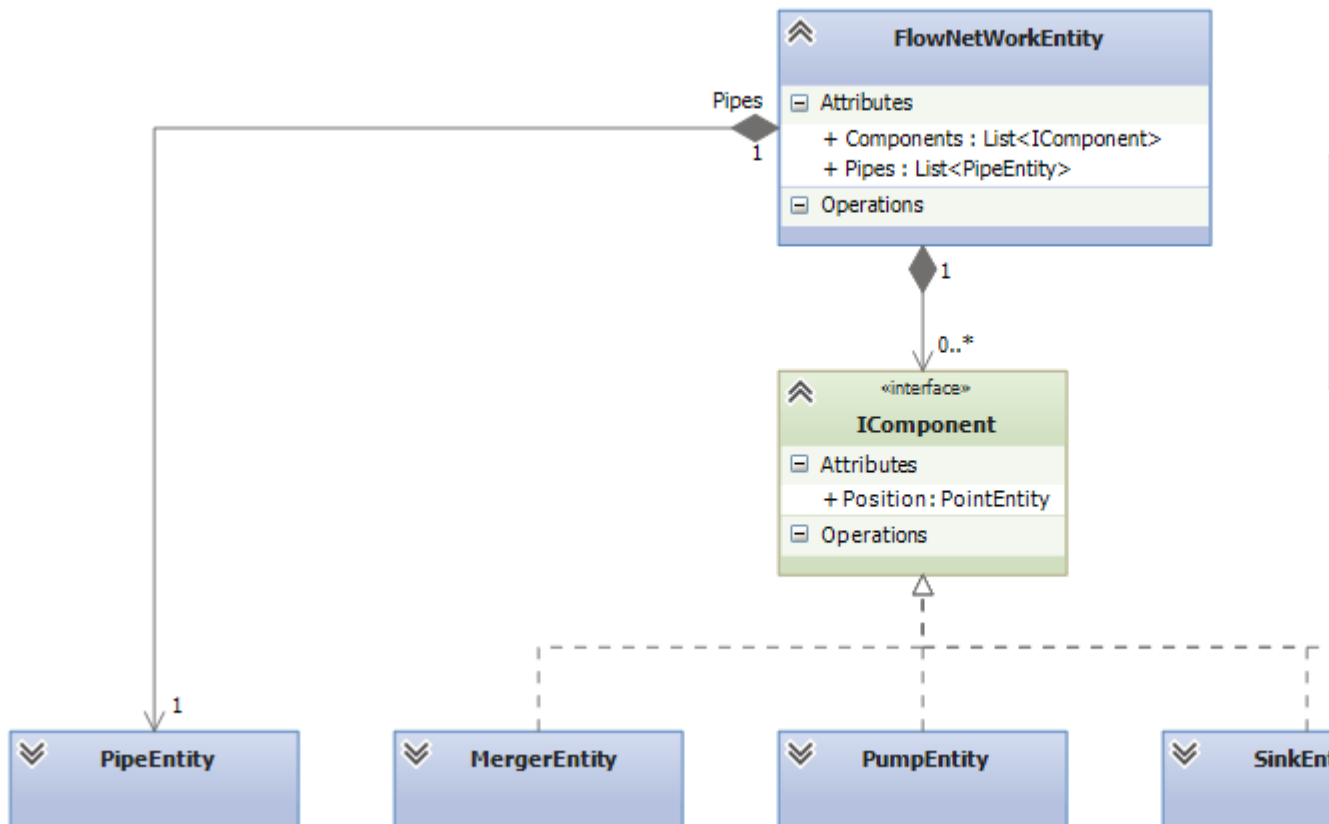 FlowNetWorkEntity
Attributes
+ Components : List<IComponent>
+ Pipes : List<PipeEntity>
Operations
Pipes
1
1
0..*
«interface»
IComponent
Attributes
+ Position : PointEntity
Operations
1
PipeEntity
MergerEntity
PumpEntity